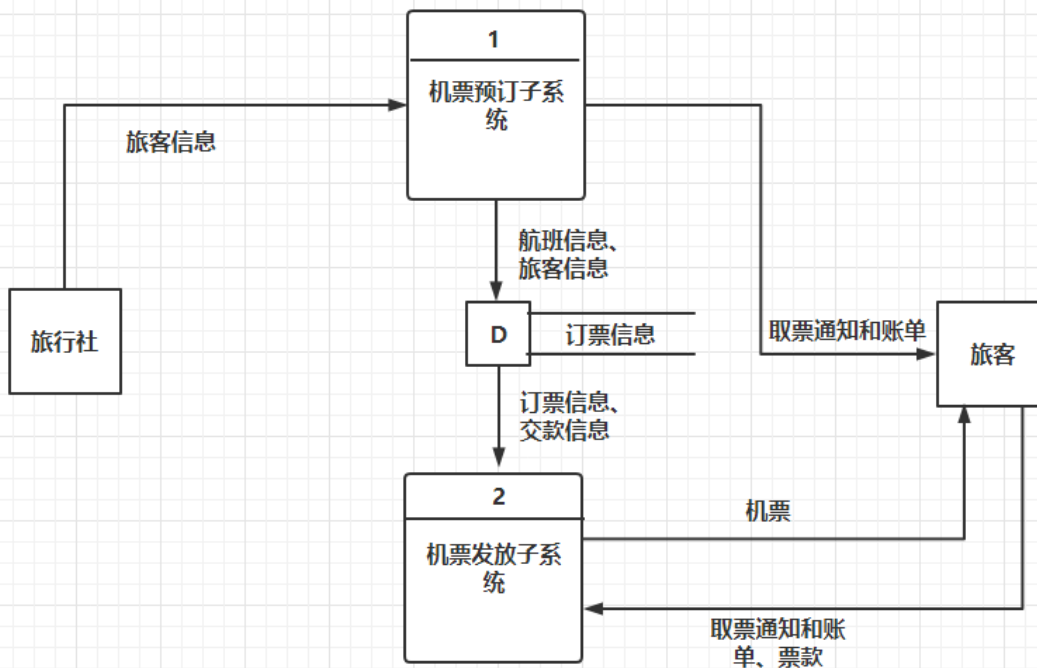 1
机票预订子系
统
旅客信息
航班信息、
旅客信息
旅行社
D
订票信息
取票通知和账单
旅客
订票信息、
交款信息
2
机票发放子系
统
机票
取票通知和账
单、票款